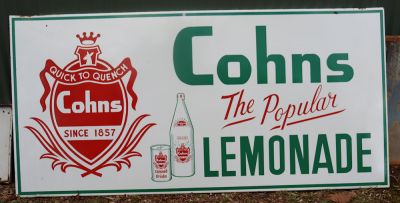 QUICK TO QUENCH
Cohns
SINCE 1857
Cohns
The Popular
LEMONADE